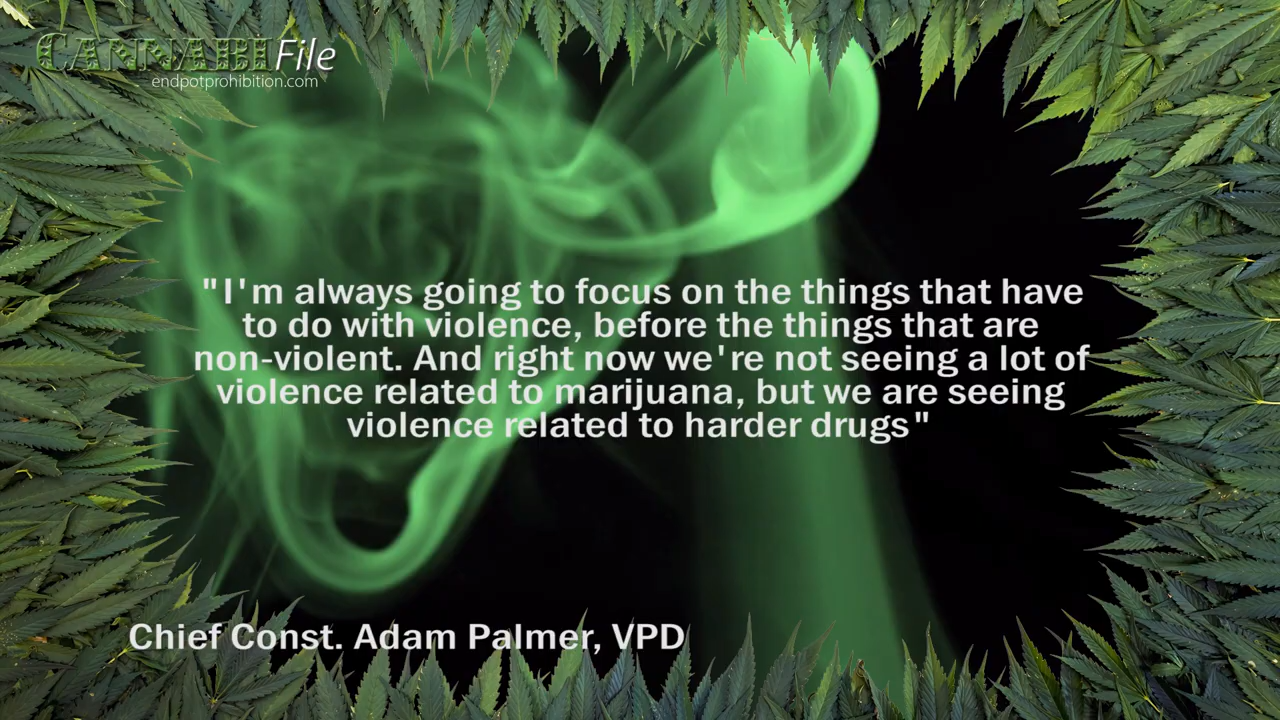 CANNABIFile
endpotprohibition.com
"I'm always going to focus on the things that have
to do with violence, before the things that are
non-violent. And right now we're not seeing a lot of
violence related to marijuana, but we are seeing
violence related to harder drugs"
Chief Const. Adam Palmer, VPD